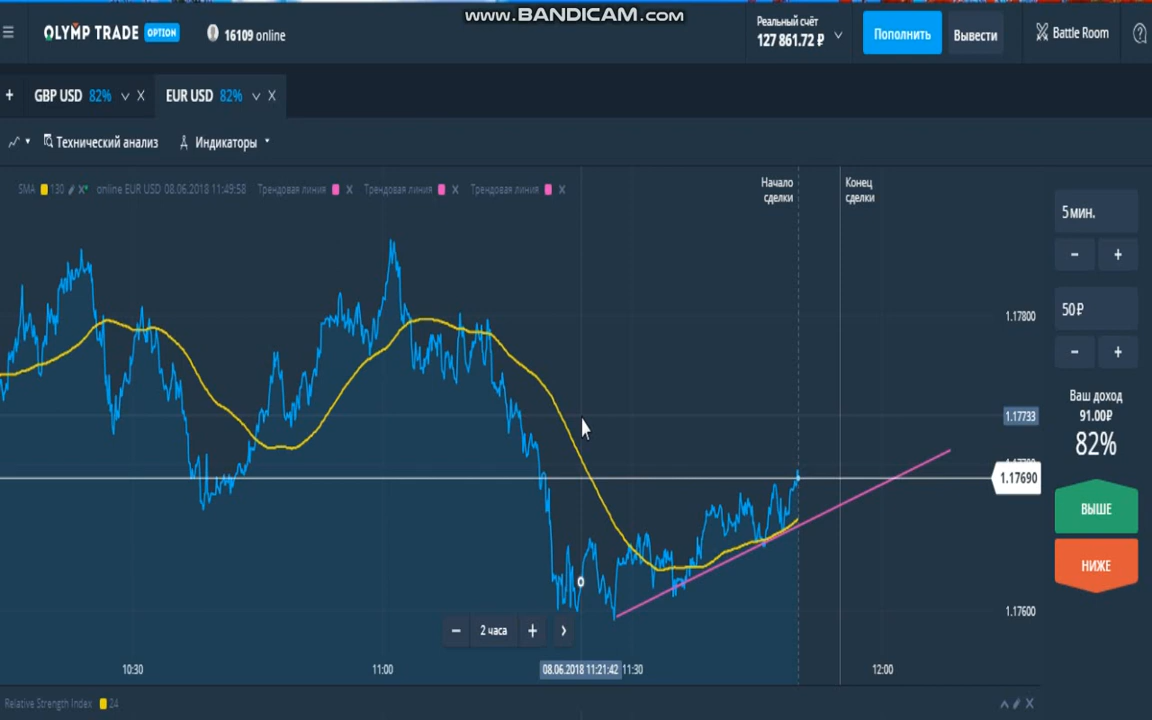 www.BANDICAM.com
OLYMP TRADE OPTION
16109 online
Реальный счёт
127 861.72 ₽
Пополнить
Вывести
Battle Room
+
GBP USD 82%
EUR USD 82%
Технический анализ
Индикаторы
SMA 130
online EUR USD 08.06.2018 11:49:58
Трендовая линия
Трендовая линия
Трендовая линия
Начало
сделки
Конец
сделки
5 мин.
- +
50₽
- +
Ваш доход
91.00₽
82%
ВЫШЕ
НИЖЕ
1.17800
1.17733
1.17690
1.17600
- 2 часа +
10:30
11:00
08.06.2018 11:21:42
11:30
12:00
Relative Strength Index 24